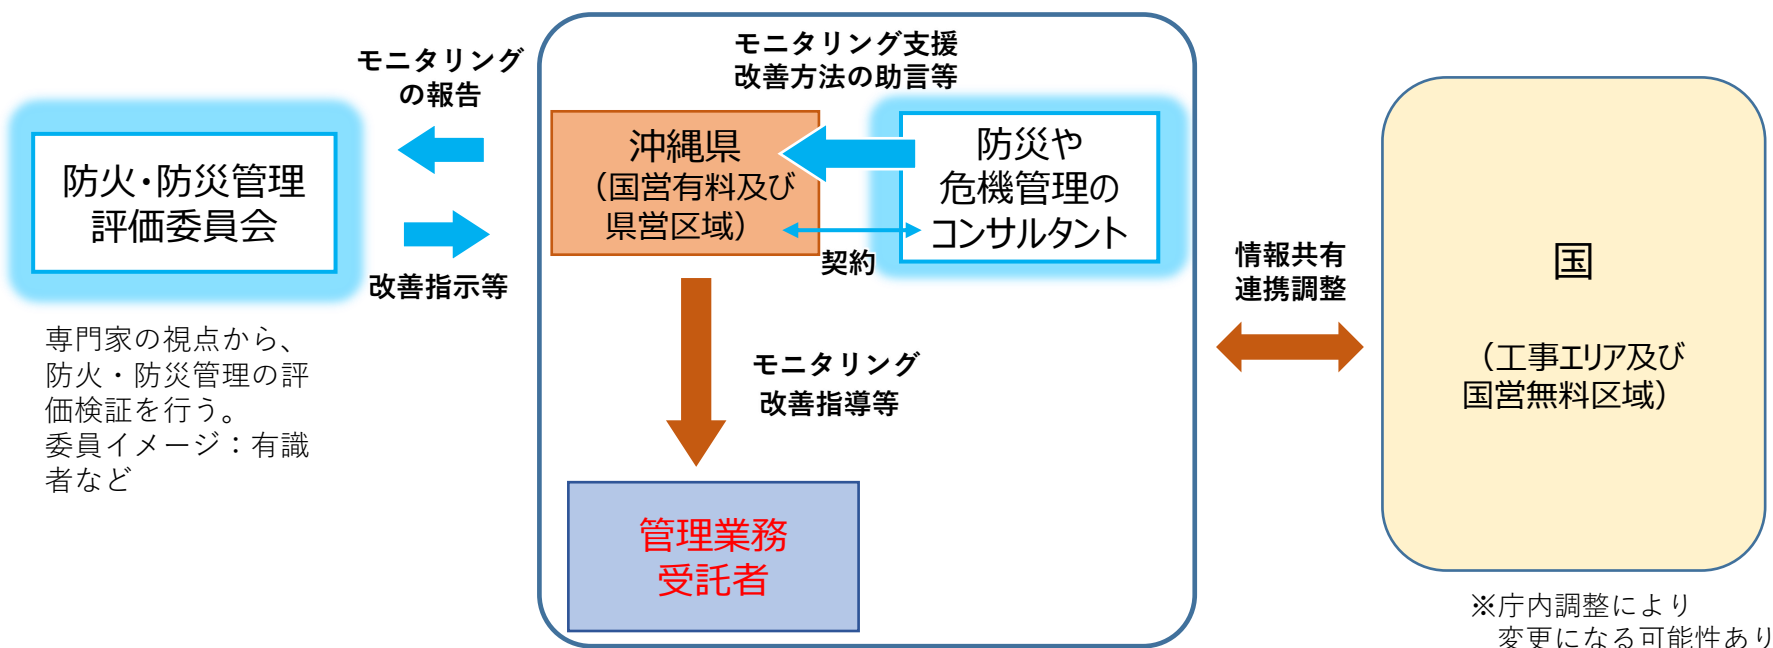 モニタリング
の報告
防火・防災管理
評価委員会
改善指示等
専門家の視点から、
防火・防災管理の評
価検証を行う。
委員イメージ：有識
者など
モニタリング支援
改善方法の助言等
沖縄県
（国営有料及び
県営区域）
防災や
危機管理の
コンサルタント
契約
モニタリング
改善指導等
管理業務
受託者
情報共有
連携調整
国
（工事エリア及び
国営無料区域）
※庁内調整により
変更になる可能性あり